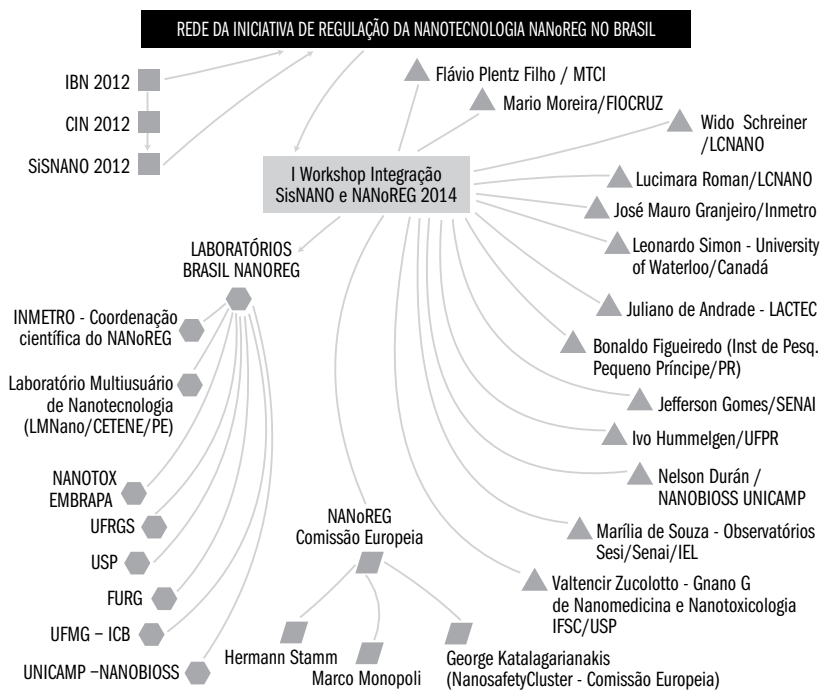 REDE DA INICIATIVA DE REGULAÇÃO DA NANOTECNOLOGIA NANoREG NO BRASIL
IBN 2012
CIN 2012
SiSNANO 2012
Flávio Plentz Filho / MTCI
Mario Moreira/FIOCRUZ
Wido Schreiner
/LCNANO
I Workshop Integração
SisNANO e NANoREG 2014
Lucimara Roman/LCNANO
José Mauro Granjeiro/Inmetro
Leonardo Simon - University
of Waterloo/Canadá
Juliano de Andrade - LACTEC
Bonaldo Figueiredo (Inst de Pesq.
Pequeno Príncipe/PR)
Jefferson Gomes/SENAI
Ivo Hummelgen/UFPR
Nelson Durán /
NANOBIOSS UNICAMP
Marília de Souza - Observatórios
Sesi/Senai/IEL
Valtencir Zucolotto - Gnano G
de Nanomedicina e Nanotoxicologia
IFSC/USP
LABORATÓRIOS
BRASIL NANOREG
INMETRO - Coordenação
científica do NANoREG
Laboratório Multiusuário
de Nanotecnologia
(LMNano/CETENE/PE)
NANOTOX
EMBRAPA
UFRGS
USP
FURG
UFMG – ICB
UNICAMP –NANOBIOSS
NANoREG
Comissão Europeia
Hermann Stamm
Marco Monopoli
George Katalagarianakis
(NanosafetyCluster - Comissão Europeia)